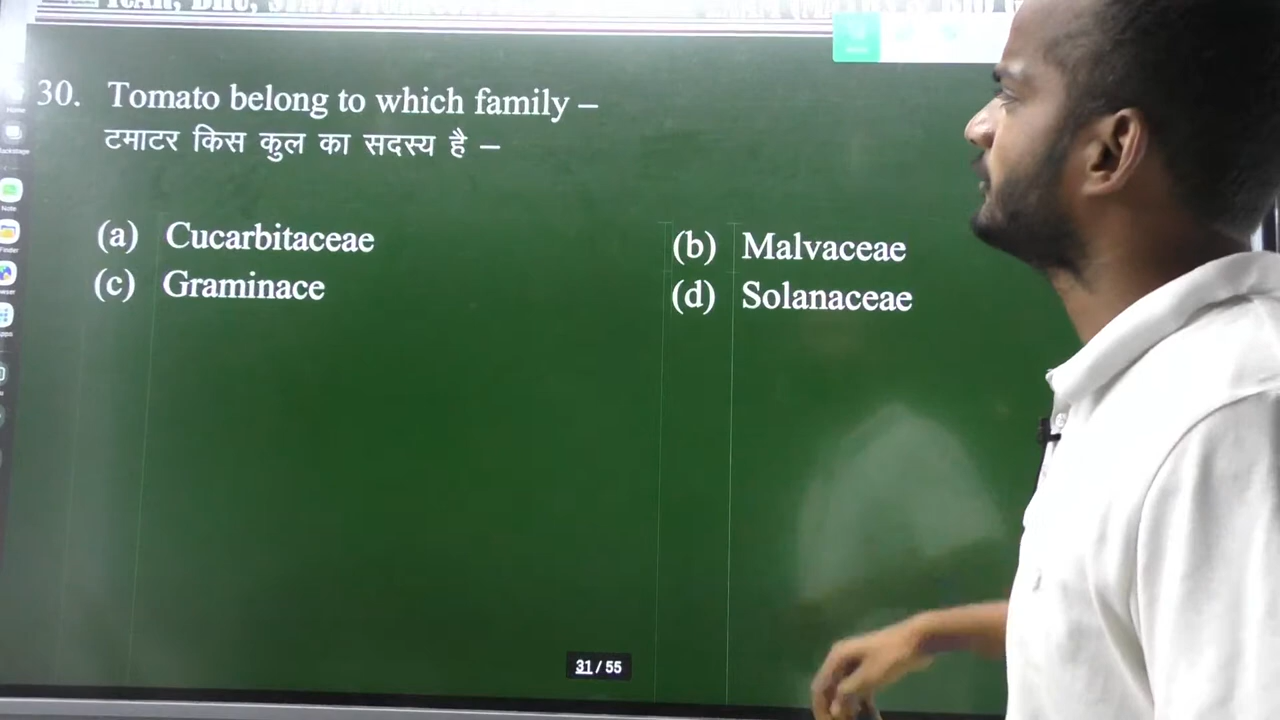 30. Tomato belong to which family –
टमाटर किस कुल का सदस्य है –
(a) Cucarbitaceae (b) Malvaceae
(c) Graminace (d) Solanaceae
31 / 55